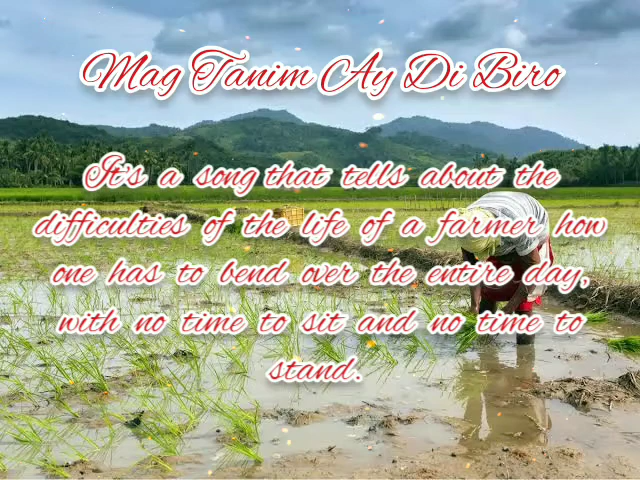 Mag Tanim Ay Di Biro
It's a song that tells about the
difficulties of the life of a farmer how
one has to bend over the entire day,
with no time to sit and no time to
stand.